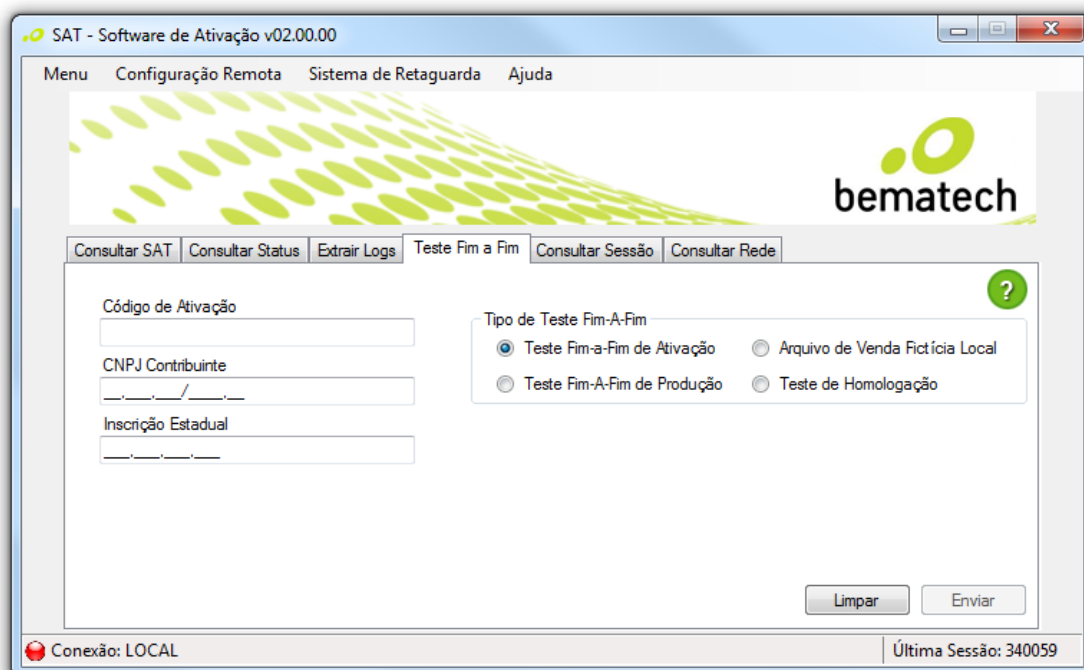 SAT - Software de Ativação v02.00.00
Menu Configuração Remota Sistema de Retaguarda Ajuda
bematech
Consultar SAT Consultar Status Extrair Logs Teste Fim a Fim Consultar Sessão Consultar Rede
?
Código de Ativação
CNPJ Contribuinte
__.___.___/____.__
Inscrição Estadual
___.___.___.___
Tipo de Teste Fim-A-Fim
Teste Fim-a-Fim de Ativação Arquivo de Venda Fictícia Local
Teste Fim-A-Fim de Produção Teste de Homologação
Limpar Enviar
Conexão: LOCAL Última Sessão: 340059